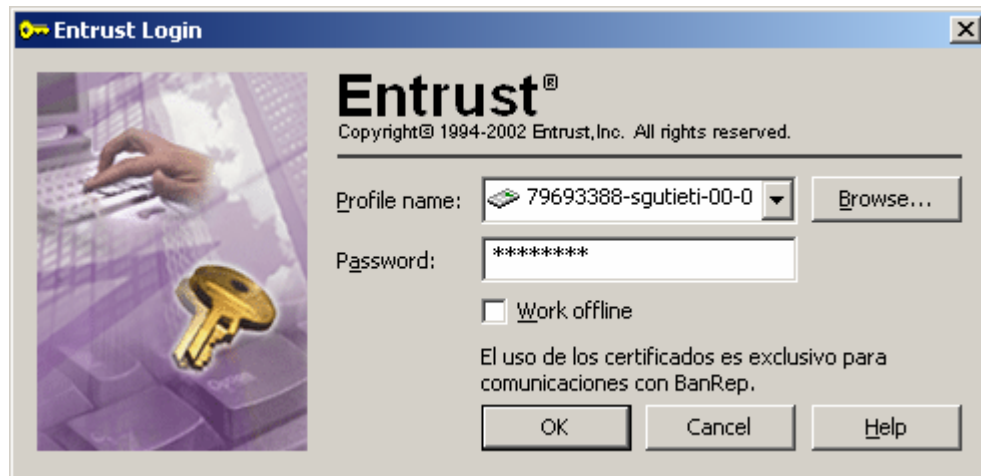 Entrust Login
Entrust®
Copyright© 1994-2002 Entrust, Inc. All rights reserved.
Profile name: 79693388-sgutieti-00-0 Browse...
Password: ********
Work offline
El uso de los certificados es exclusivo para
comunicaciones con BanRep.
OK Cancel Help